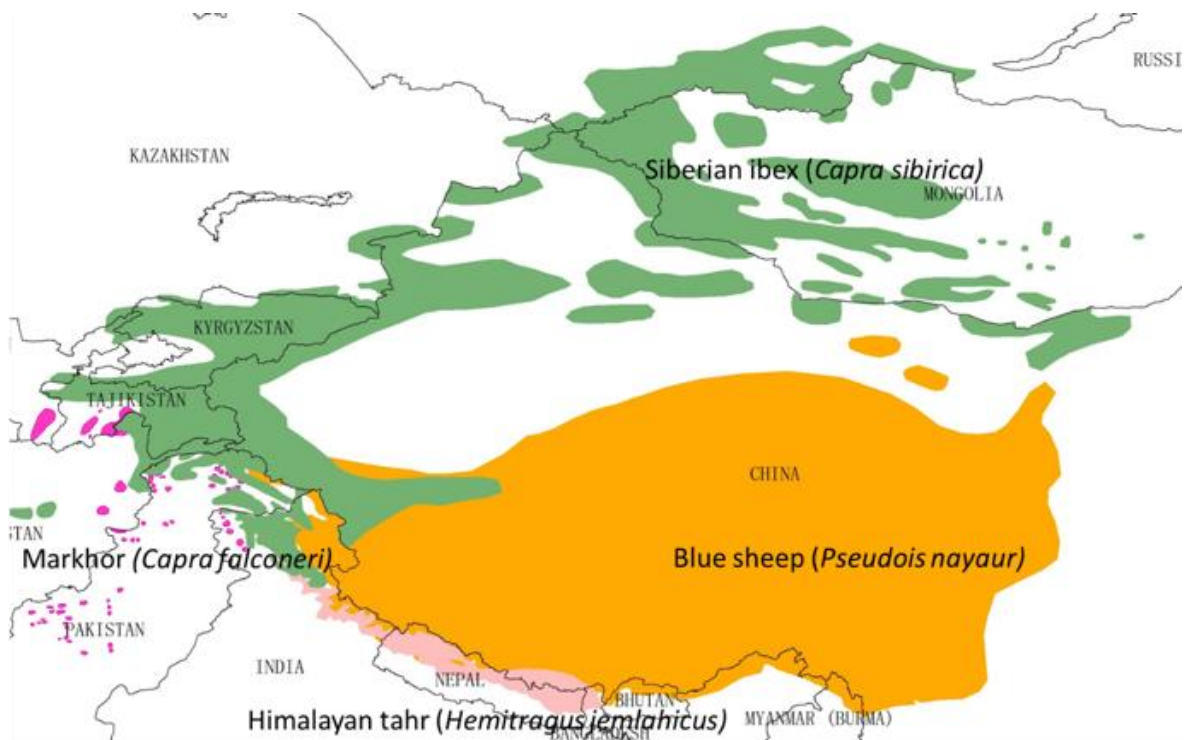 RUSSI
KAZAKHSTAN
Siberian ibex (Capra sibirica)
MONGOLIA
KYRGYZSTAN
TAJIKISTAN
CHINA
STAN
Markhor (Capra falconeri)
Blue sheep (Pseudois nayaur)
PAKISTAN
INDIA
NEPAL
BHUTAN
Himalayan tahr (Hemitragus jemlahicus)
MYANMAR (BURMA)
BANGLADESH